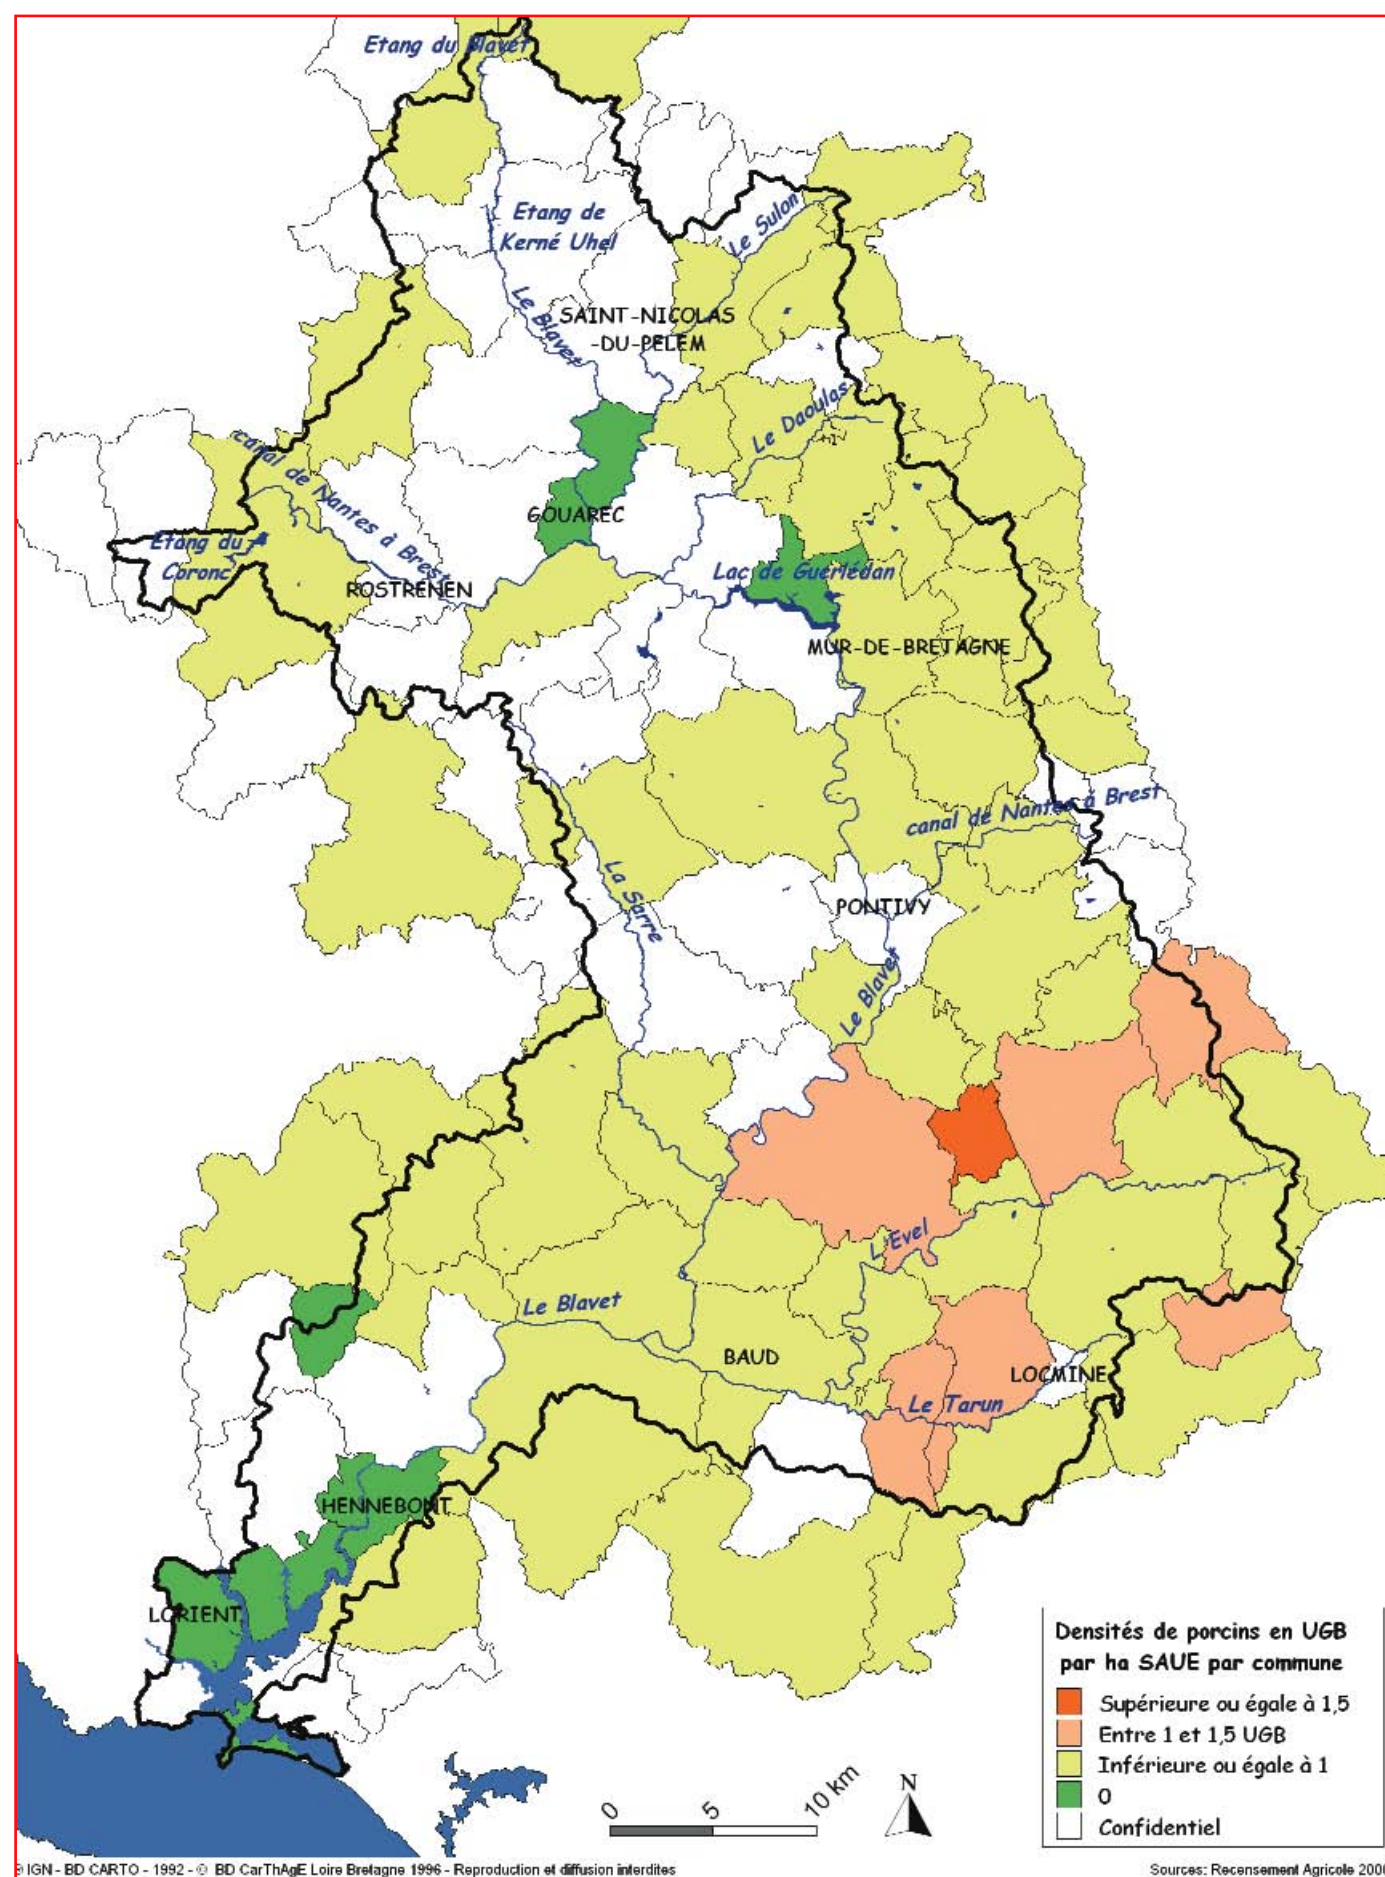 Etang du Blavet
Etang de
Kerné Uhel
Le Sulon
Le Blavet
SAINT-NICOLAS
-DU-PELEM
Le Daoulas
canal de Nantes à Brest
GOUAREC
Etang du
Coronc
Lac de Guerlédan
ROSTRENEN
MUR-DE-BRETAGNE
canal de Nantes à Brest
La Sarre
PONTIVY
Le Blavet
L'Evel
Le Blavet
BAUD
LOCMINE
Le Tarun
HENNEBONT
LORIENT
Densités de porcins en UGB
par ha SAUE par commune
Supérieure ou égale à 1,5
Entre 1 et 1,5 UGB
Inférieure ou égale à 1
0
Confidentiel
0 5 10 km
N
© IGN - BD CARTO - 1992 - © BD CarThAgE Loire Bretagne 1996 - Reproduction et diffusion interdites
Sources: Recensement Agricole 2000